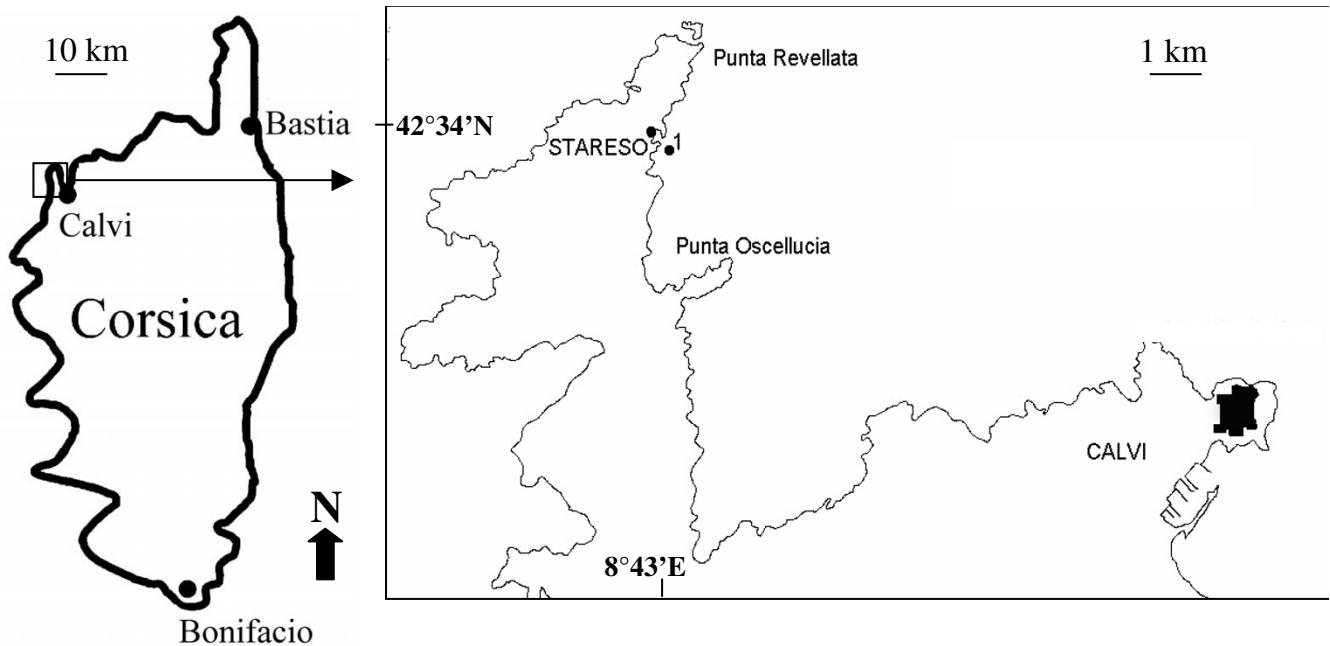 10 km
Bastia
Calvi
Corsica
N
Bonifacio
Punta Revellata
1 km
42°34’N
STARESO
1
Punta Oscellucia
CALVI
8°43’E